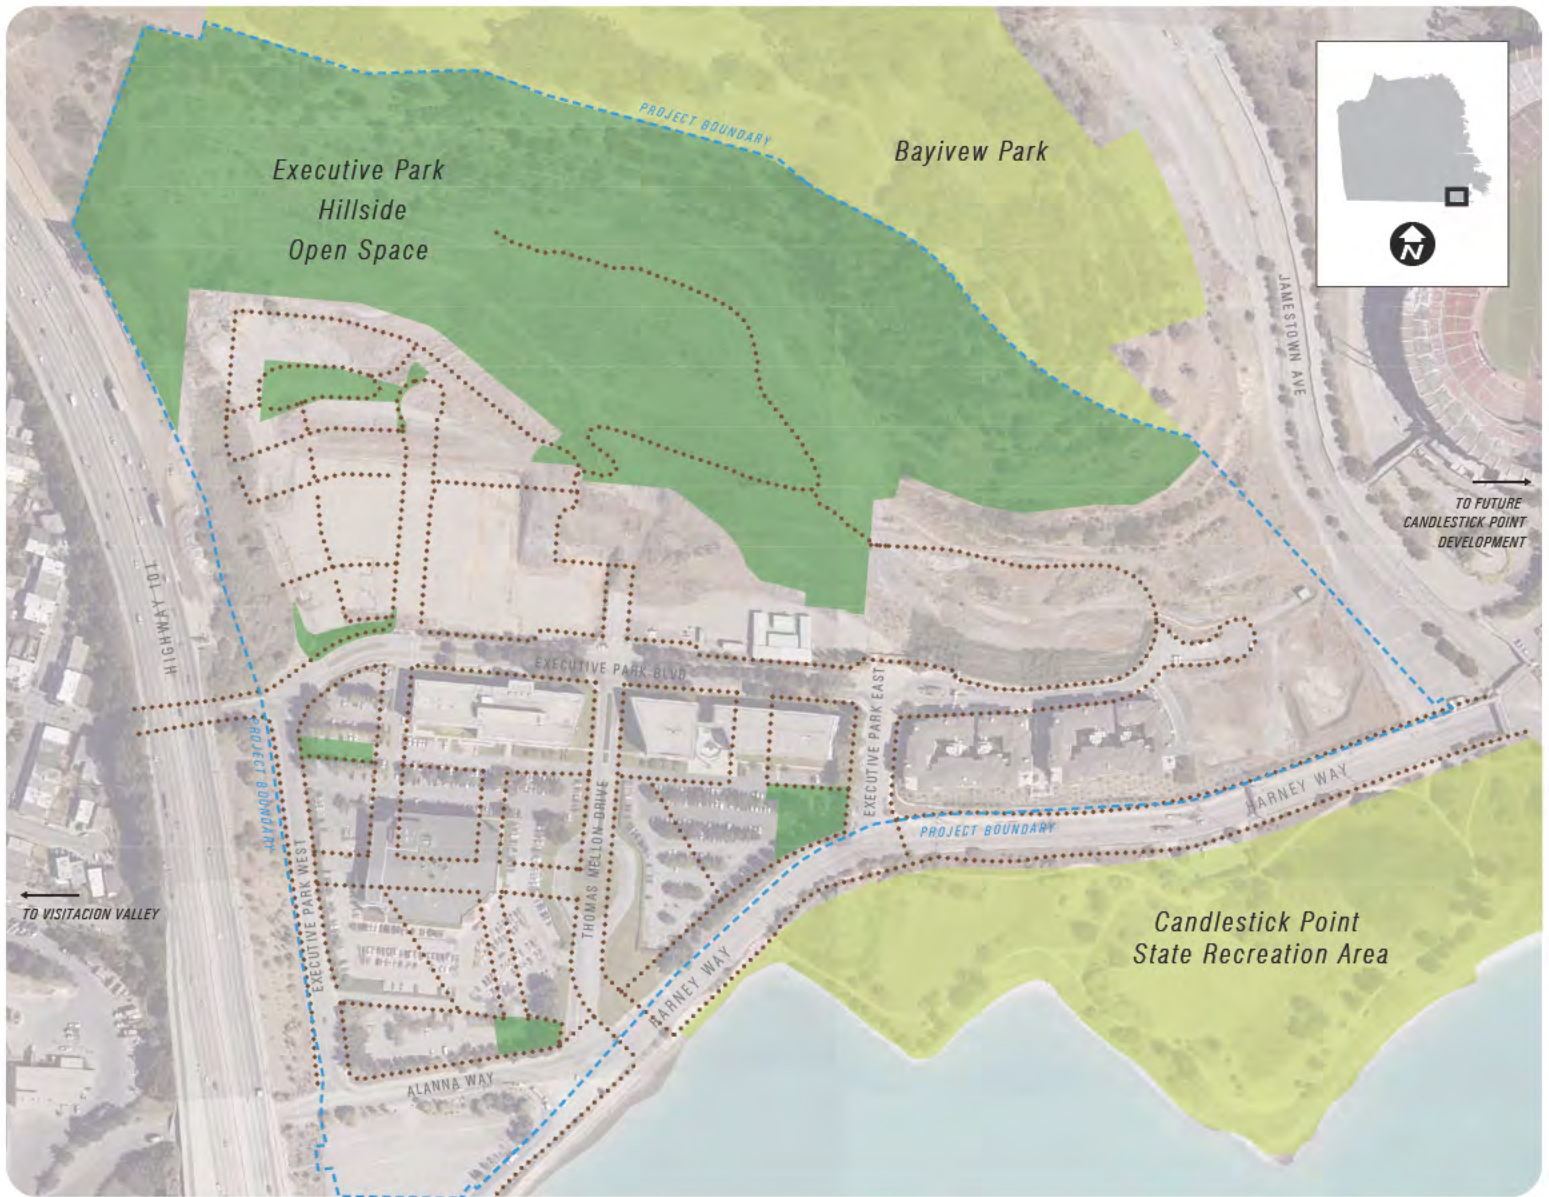 PROJECT BOUNDARY
Bayivew Park
Executive Park
Hillside
Open Space
N
JAMESTOWN AVE
TO FUTURE
CANDLESTICK POINT
DEVELOPMENT
HIGHWAY 101
EXECUTIVE PARK BLVD
EXECUTIVE PARK EAST
PROJECT BOUNDARY
THOMAS MELLON DRIVE
HARNEY WAY
PROJECT BOUNDARY
EXECUTIVE PARK WEST
TO VISITACION VALLEY
Candlestick Point
State Recreation Area
HARNEY WAY
ALANNA WAY